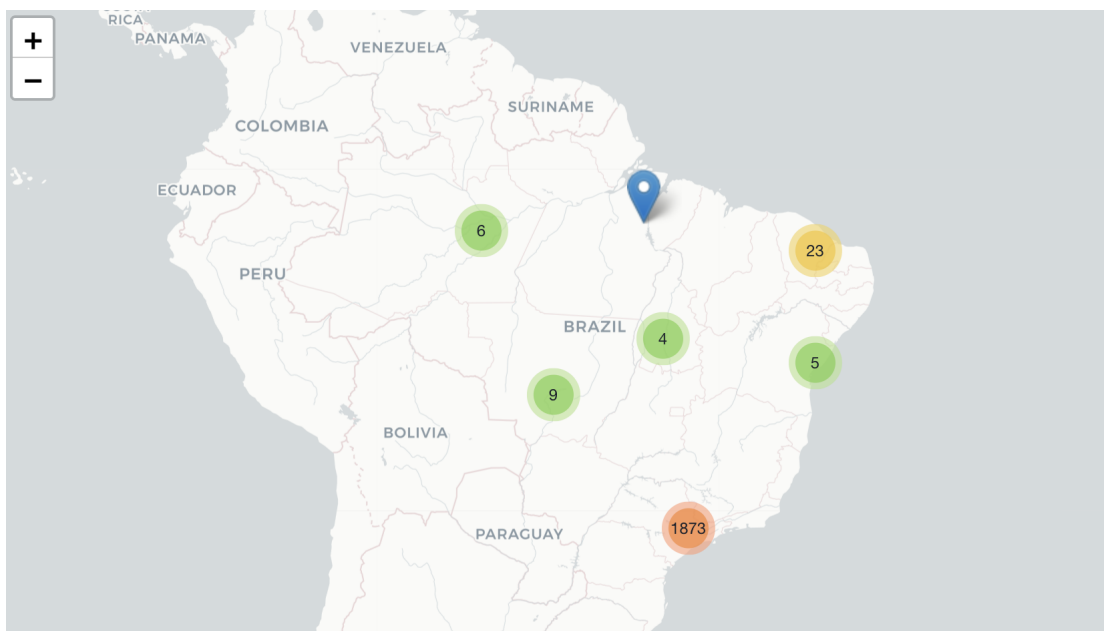 RICA
PANAMA
VENEZUELA
SURINAME
COLOMBIA
ECUADOR
6
23
PERU
BRAZIL
4
5
9
BOLIVIA
1873
PARAGUAY
+
−